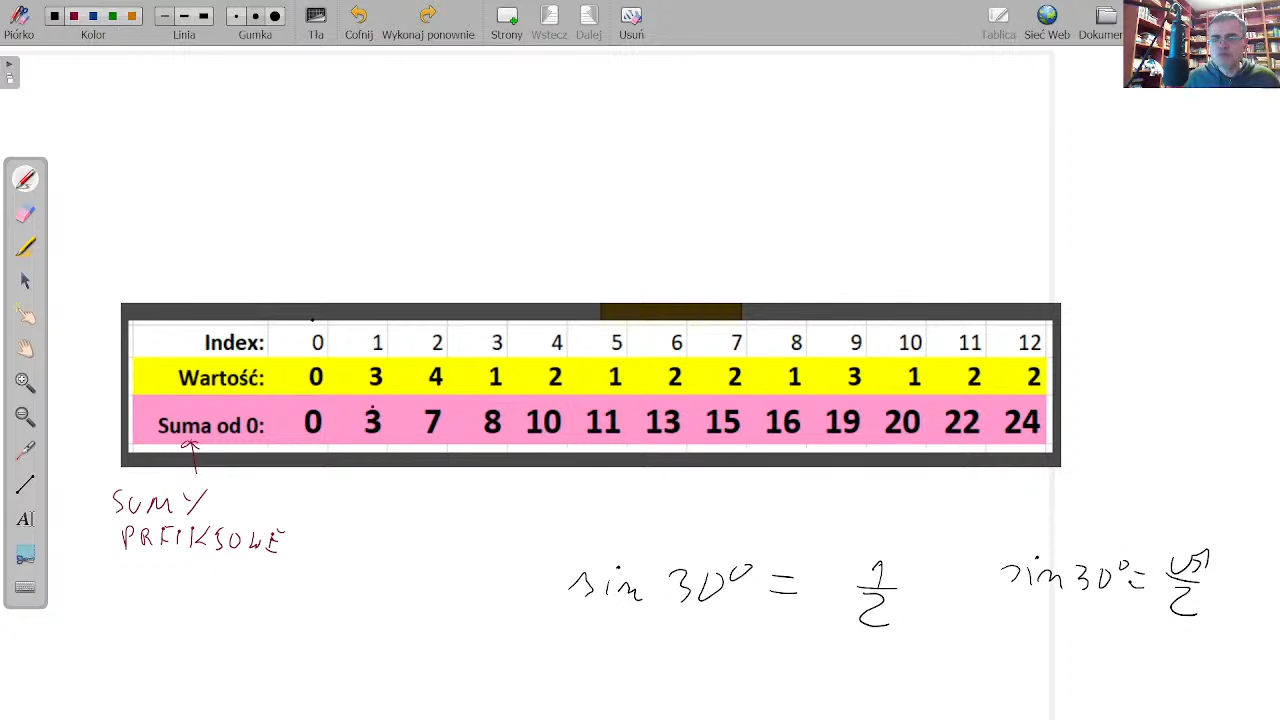 Piórko Kolor Linia Gumka Tła Cofnij Wykonaj ponownie Strony Wstecz Dalej Usuń Tablica Sieć Web Dokumen
Index: 0 1 2 3 4 5 6 7 8 9 10 11 12
Wartość: 0 3 4 1 2 1 2 2 1 3 1 2 2
Suma od 0: 0 3 7 8 10 11 13 15 16 19 20 22 24
SUMY
PREFIKSOWE
sin 30° = 1/2
sin 30° =